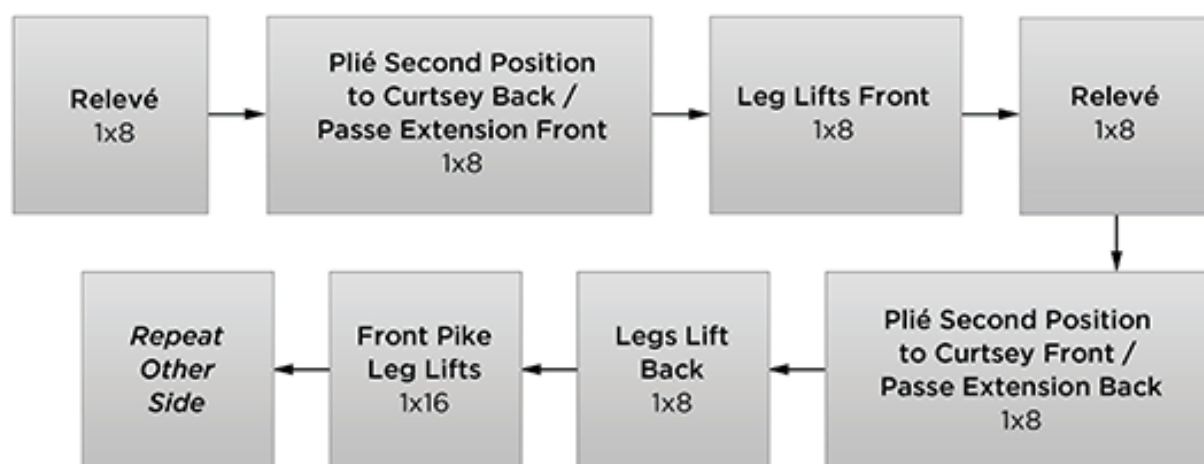 Relevé
1x8
Plié Second Position
to Curtsey Back /
Passe Extension Front
1x8
Leg Lifts Front
1x8
Relevé
1x8
Plié Second Position
to Curtsey Front /
Passe Extension Back
1x8
Legs Lift
Back
1x8
Front Pike
Leg Lifts
1x16
Repeat
Other
Side